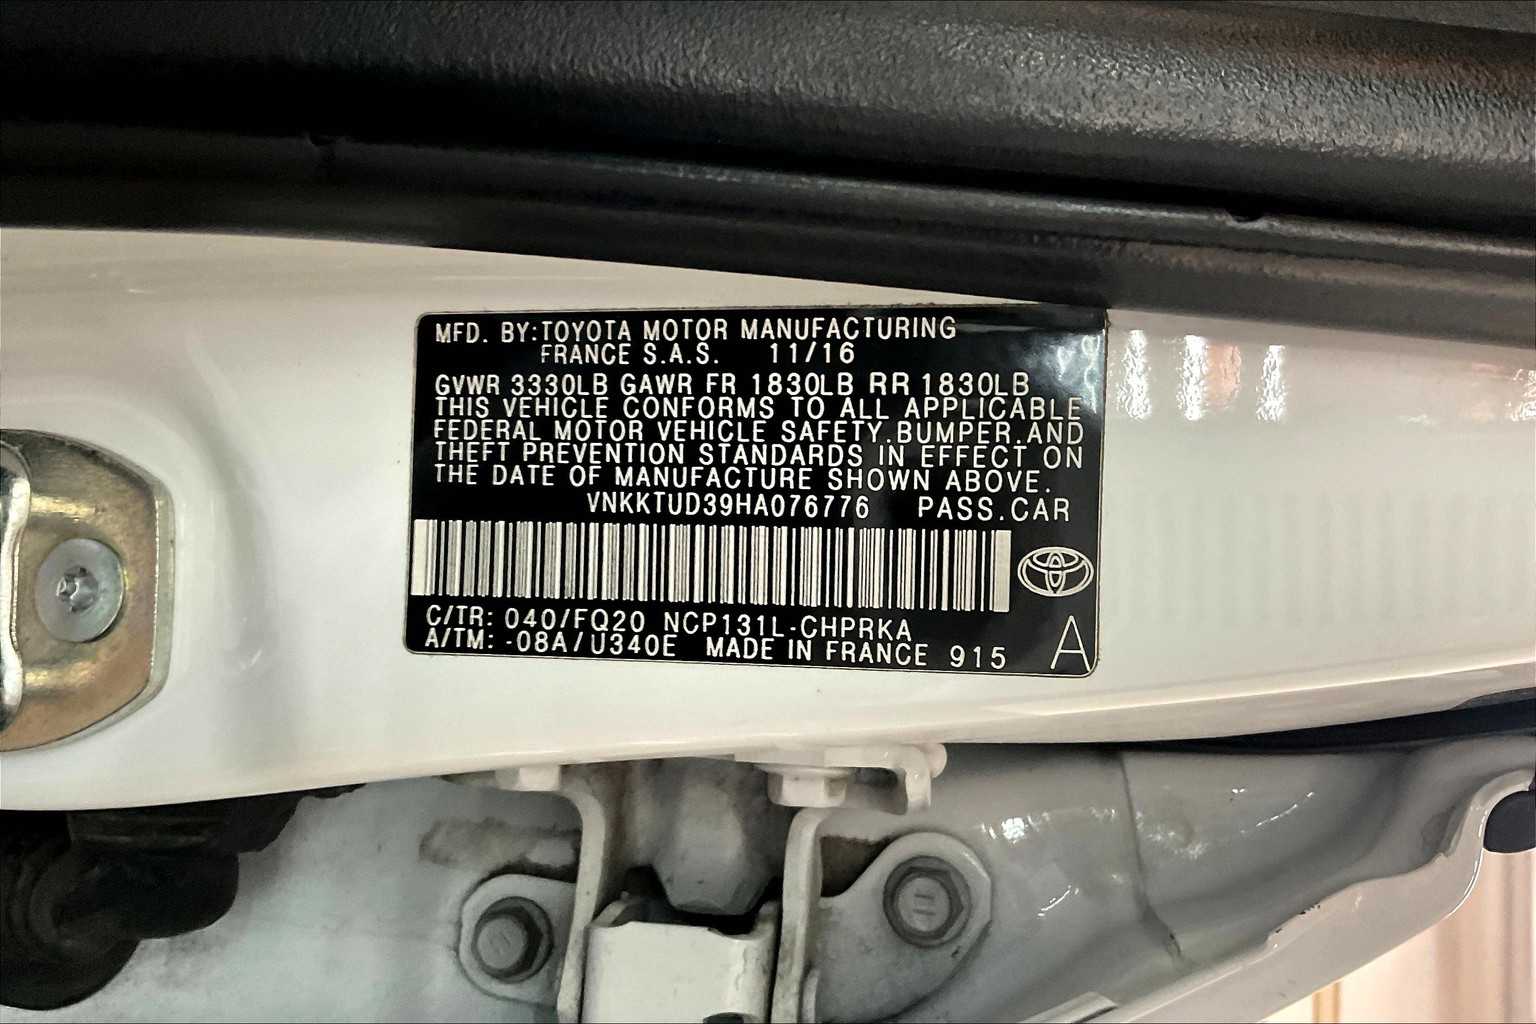 MFD. BY:TOYOTA MOTOR MANUFACTURING
FRANCE S.A.S. 11/16
GVWR 3330LB GAWR FR 1830LB RR 1830LB
THIS VEHICLE CONFORMS TO ALL APPLICABLE
FEDERAL MOTOR VEHICLE SAFETY.BUMPER.AND
THEFT PREVENTION STANDARDS IN EFFECT ON
THE DATE OF MANUFACTURE SHOWN ABOVE.
VNKKTUD39HA076776 PASS.CAR
C/TR: 040/FQ20 NCP131L-CHPRKA
A/TM: -08A/U340E MADE IN FRANCE 915 A